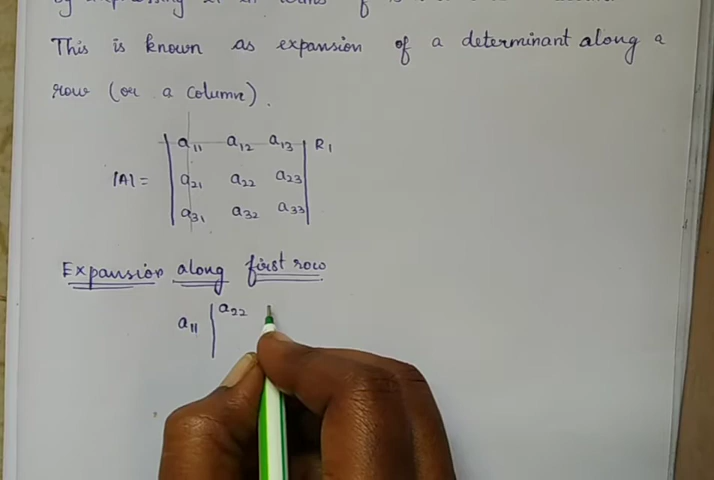 This is known as expansion of a determinant along a
row (or a column).
a₁₁ a₁₂ a₁₃ R₁
|A| = a₂₁ a₂₂ a₂₃
a₃₁ a₃₂ a₃₃
Expansion along first row
a₁₁ | a₂₂